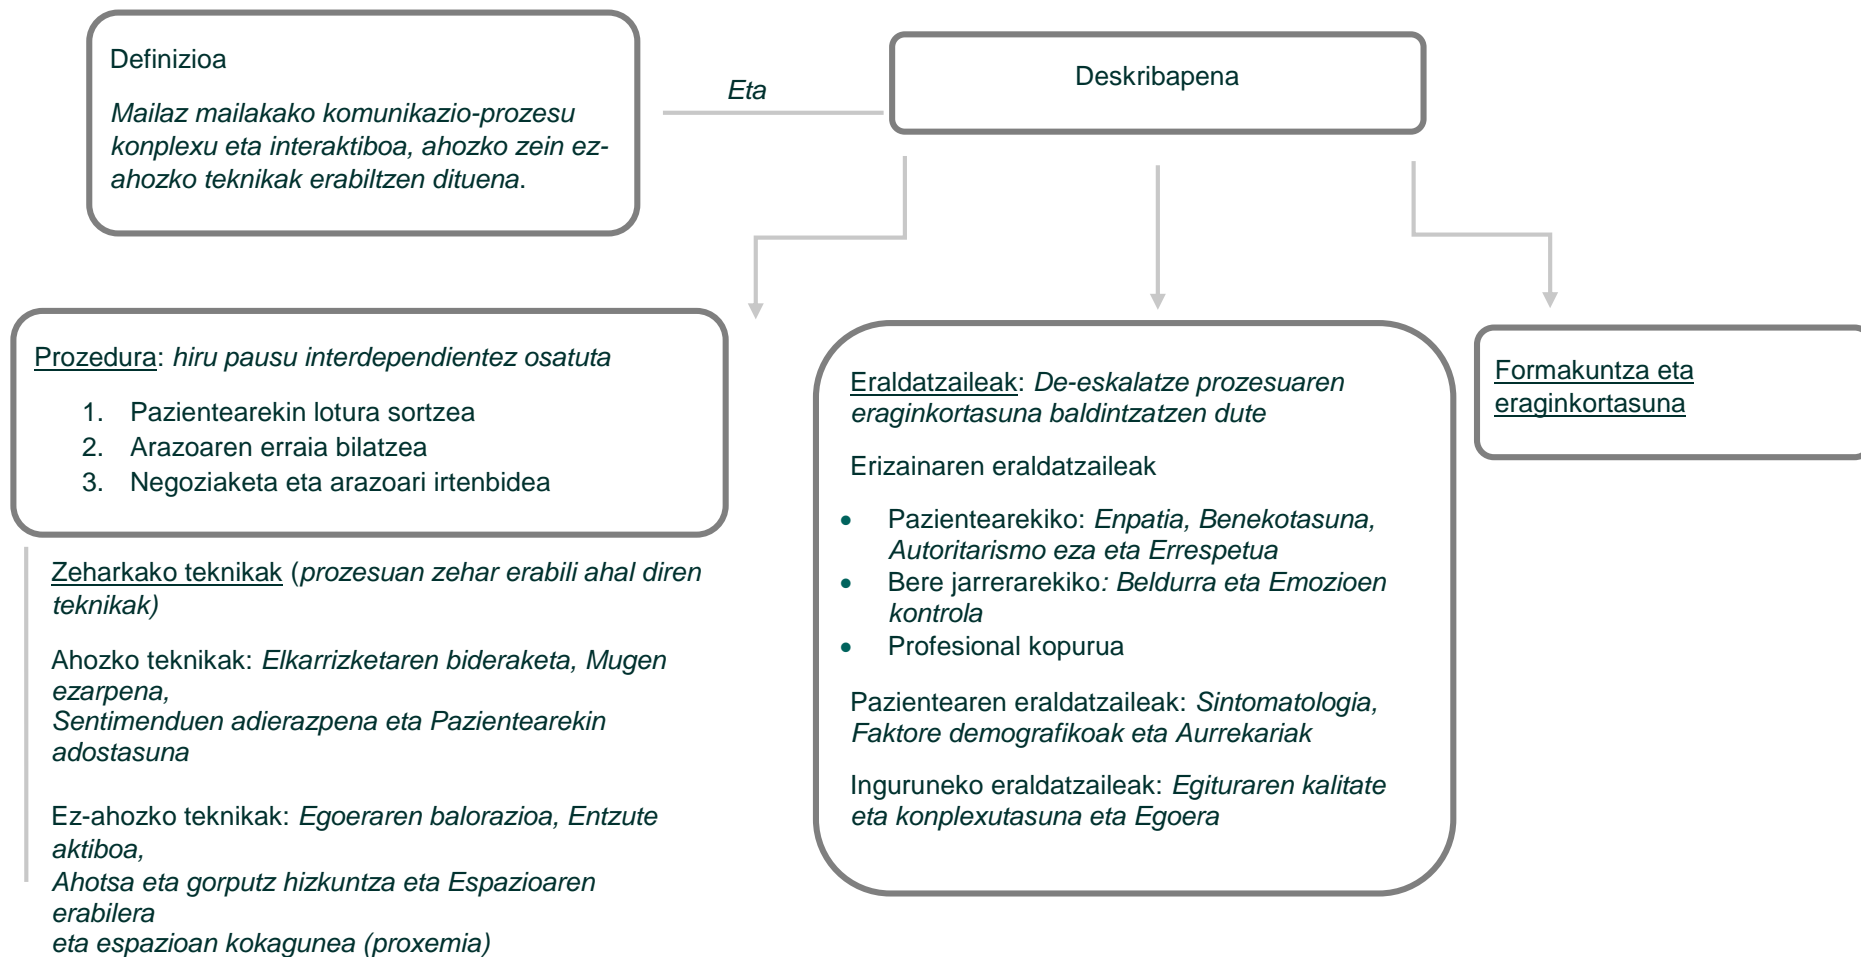 Definizioa
Mailaz mailakako komunikazio-prozesu
konplexu eta interaktiboa, ahozko zein ez-
ahozko teknikak erabiltzen dituena.
Eta
Deskribapena
Prozedura: hiru pausu interdependientez osatuta
1. Pazientearekin lotura sortzea
2. Arazoaren erraia bilatzea
3. Negoziaketa eta arazoari irtenbidea
Zeharkako teknikak (prozesuan zehar erabili ahal diren
teknikak)
Ahozko teknikak: Elkarrizketaren bideraketa, Mugen
ezarpena,
Sentimenduen adierazpena eta Pazientearekin
adostasuna
Ez-ahozko teknikak: Egoeraren balorazioa, Entzute
aktiboa,
Ahotsa eta gorputz hizkuntza eta Espazioaren
erabilera
eta espazioan kokagunea (proxemia)
Eraldatzaileak: De-eskalatze prozesuaren
eraginkortasuna baldintzatzen dute
Erizainaren eraldatzaileak
• Pazientearekiko: Enpatia, Benekotasuna,
Autoritarismo eza eta Errespetua
• Bere jarrerarekiko: Beldurra eta Emozioen
kontrola
• Profesional kopurua
Pazientearen eraldatzaileak: Sintomatologia,
Faktore demografikoak eta Aurrekariak
Inguruneko eraldatzaileak: Egituraren kalitate
eta konplexutasuna eta Egoera
Formakuntza eta
eraginkortasuna